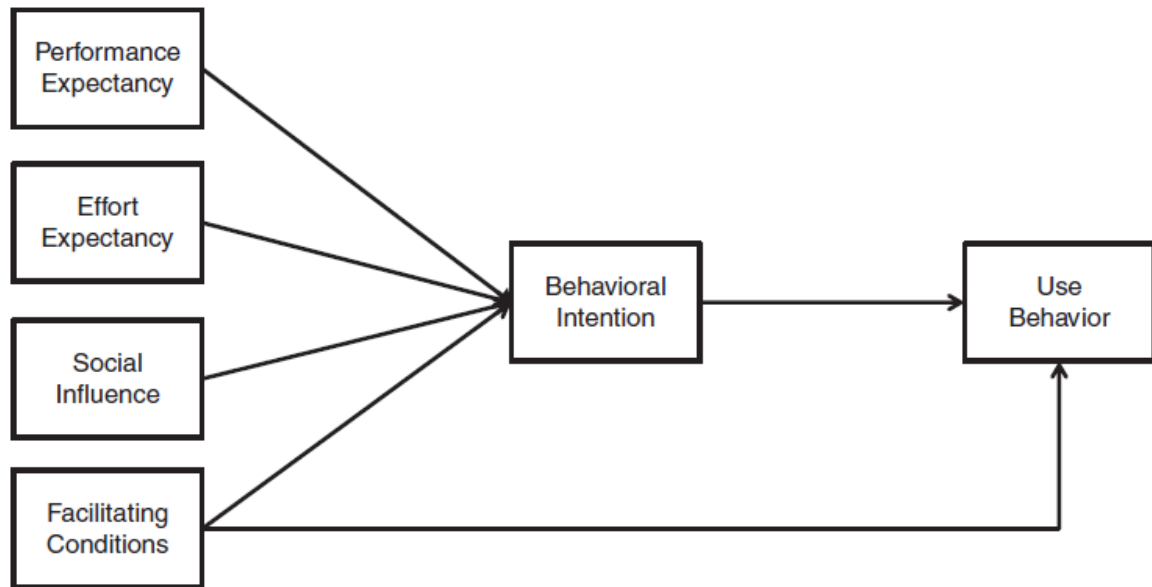 Performance
Expectancy
Effort
Expectancy
Social
Influence
Facilitating
Conditions
Behavioral
Intention
Use
Behavior